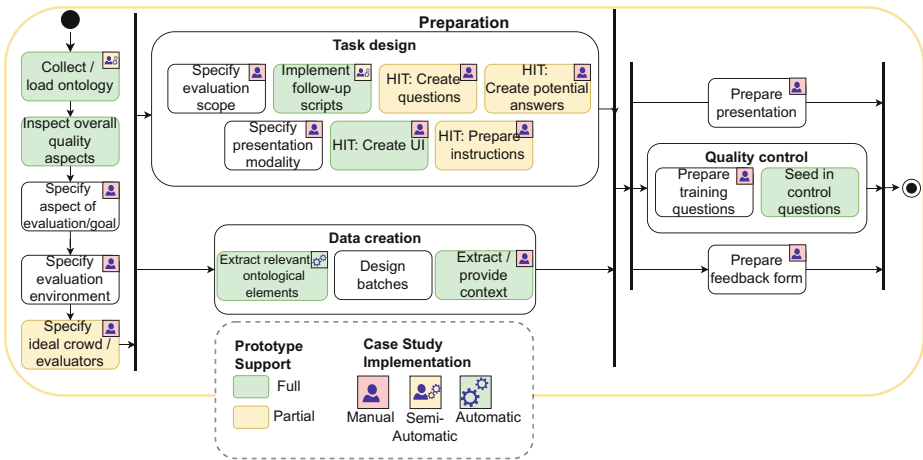 Preparation
Collect /
load ontology
Inspect overall
quality
aspects
Specify
aspect of
evaluation/goal
Specify
evaluation
environment
Specify
ideal crowd /
evaluators
Task design
Specify
evaluation
scope
Implement
follow-up
scripts
HIT: Create
questions
HIT:
Create potential
answers
Specify
presentation
modality
HIT: Create UI
HIT: Prepare
instructions
Data creation
Extract relevant
ontological
elements
Design
batches
Extract /
provide
context
Prepare
presentation
Quality control
Prepare
training
questions
Seed in
control
questions
Prepare
feedback form
Prototype
Support
Full
Partial
Case Study
Implementation
Manual
Semi-
Automatic
Automatic